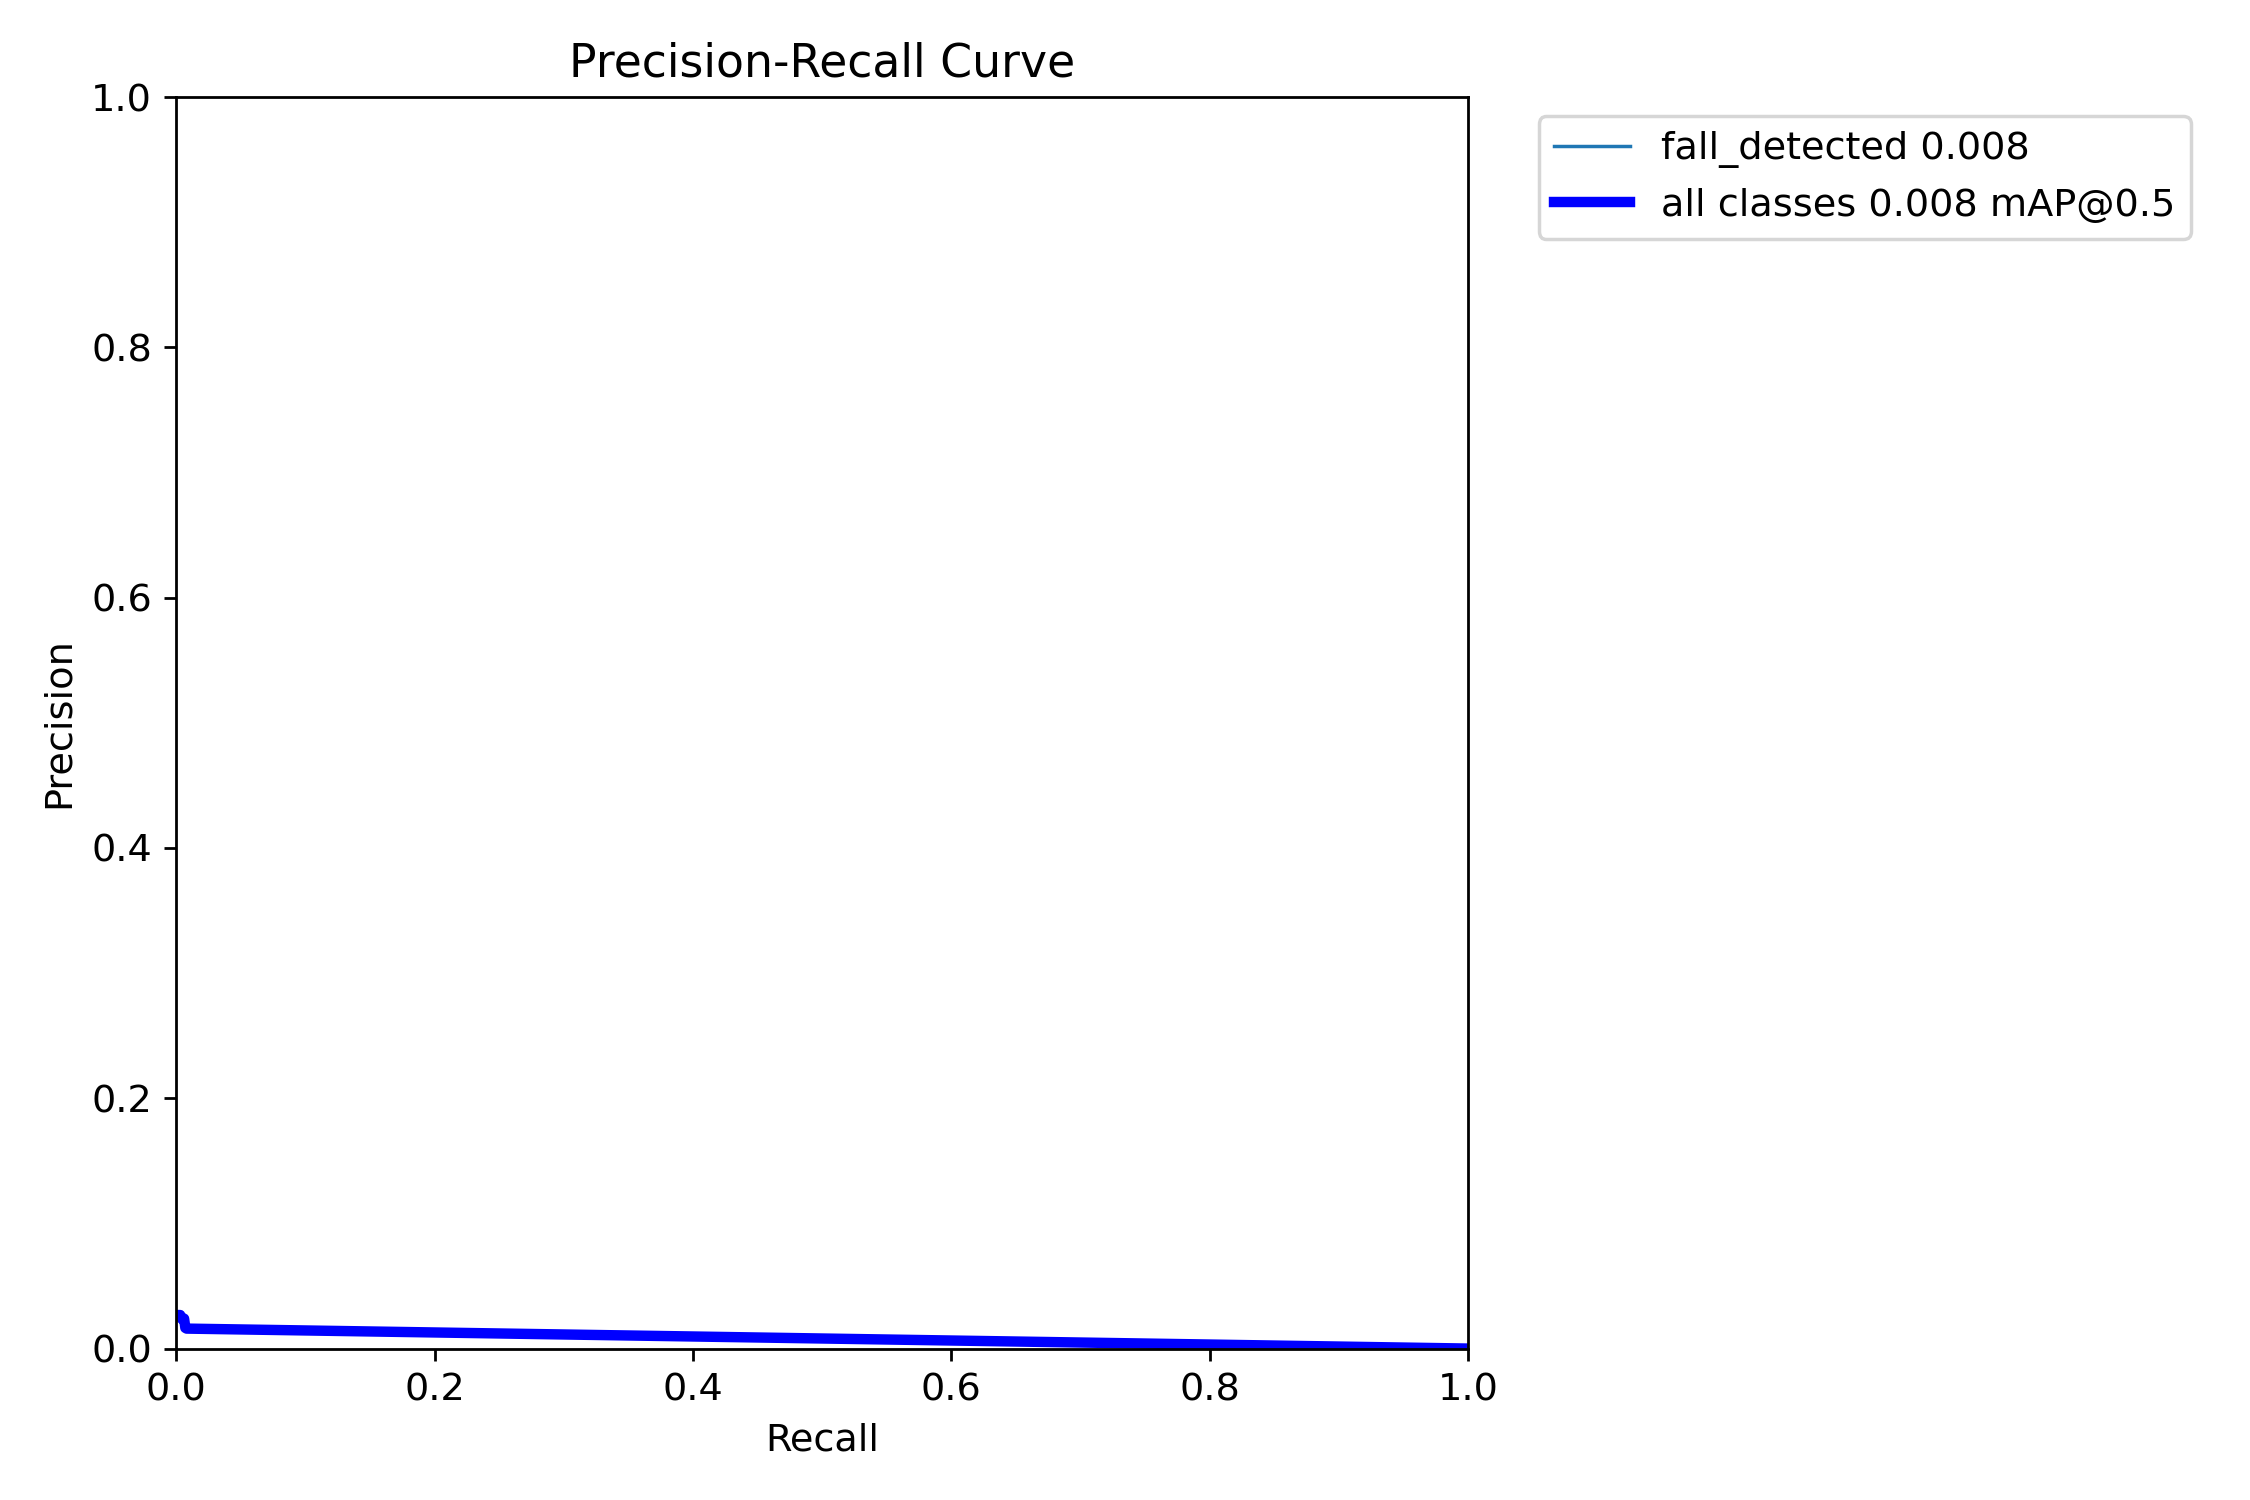 Precision-Recall Curve
1.0
0.8
0.6
0.4
0.2
0.0
Precision
0.0 0.2 0.4 0.6 0.8 1.0
Recall
fall_detected 0.008
all classes 0.008 mAP@0.5